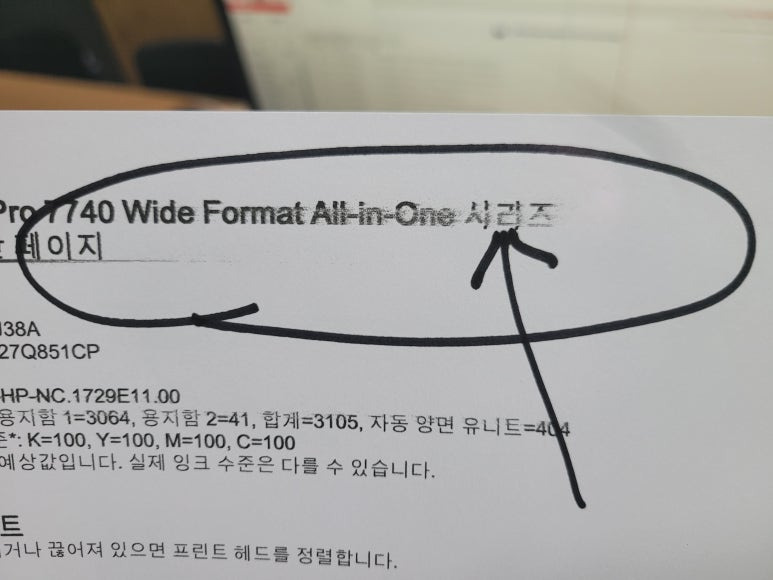 Pro 7740 Wide Format All-in-One 시리즈
페이지
38A
27Q851CP
HP-NC.1729E11.00
용지함 1=3064, 용지함 2=41, 합계=3105, 자동 양면 유니트=404
*: K=100, Y=100, M=100, C=100
예상값입니다. 실제 잉크 수준은 다를 수 있습니다.
트
거나 끊어져 있으면 프린트 헤드를 정렬합니다.